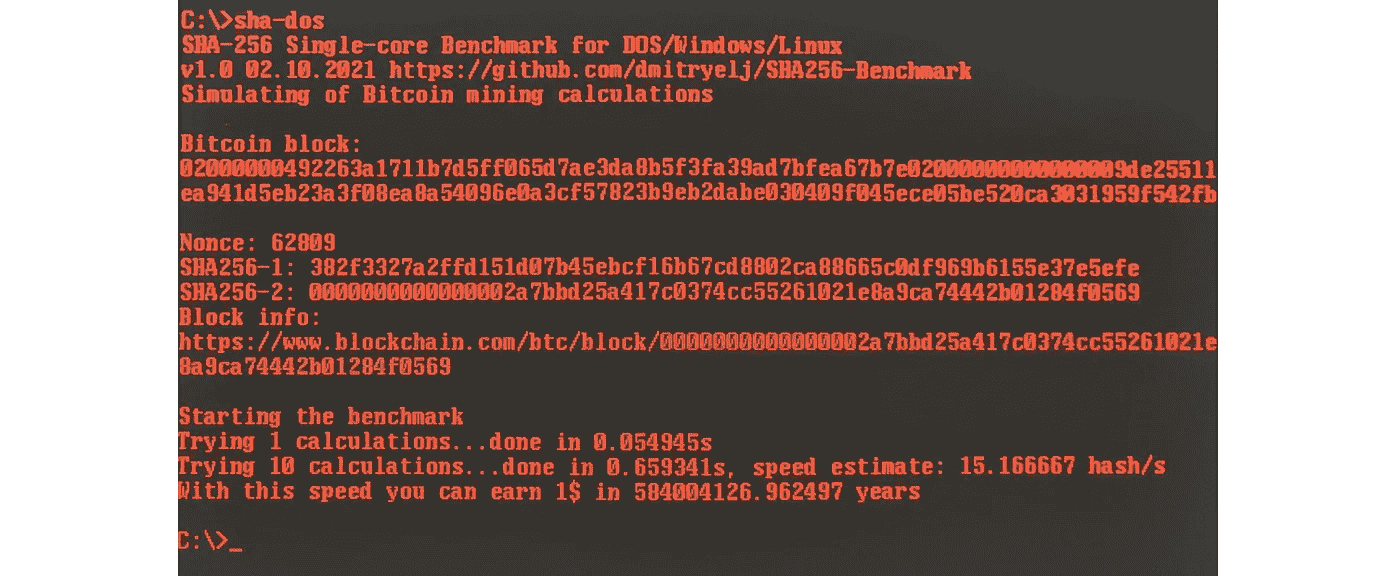 C:\>sha-dos
SHA-256 Single-core Benchmark for DOS/Windows/Linux
v1.0 02.10.2021 https://github.com/dmitryelj/SHA256-Benchmark
Simulating of Bitcoin mining calculations
Bitcoin block:
02000000492263a1711b7d5ff065d7ae3da8b5f3fa39ad7bfea67b7e02000000000000009de25511
ea941d5eb23a3f08ea8a54096e0a3cf57823b9eb2dabe030409f045ece05be520ca3031959f542fb
Nonce: 62809
SHA256-1: 382f3327a2ffd151d07b45ebcf16b67cd8802ca88665c0df969b6155e37e5efe
SHA256-2: 0000000000000002a7bbd25a417c0374cc55261021e8a9ca74442b01284f0569
Block info:
https://www.blockchain.com/btc/block/0000000000000002a7bbd25a417c0374cc55261021e
8a9ca74442b01284f0569
Starting the benchmark
Trying 1 calculations...done in 0.054945s
Trying 10 calculations...done in 0.659341s, speed estimate: 15.166667 hash/s
With this speed you can earn 1$ in 584004126.962497 years
C:\>_